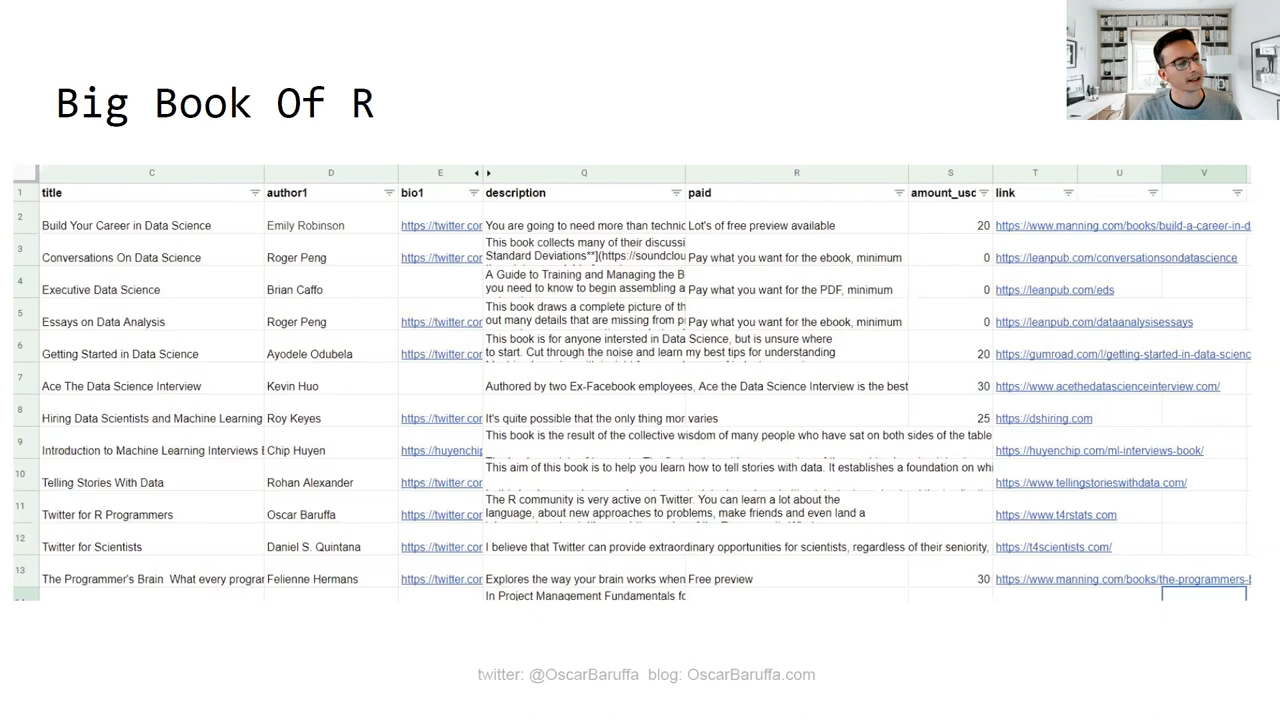 Big Book Of R
C D E Q R S T U V
1 title author1 bio1 description paid amount_usd link
2 Build Your Career in Data Science Emily Robinson https://twitter.con You are going to need more than technic Lot's of free preview available 20 https://www.manning.com/books/build-a-career-in-d
This book collects many of their discussi
3 Conversations On Data Science Roger Peng https://twitter.con Standard Deviations**](https://soundclou Pay what you want for the ebook, minimum 0 https://leanpub.com/conversationsondatascience
A Guide to Training and Managing the B
4 Executive Data Science Brian Caffo you need to know to begin assembling a Pay what you want for the PDF, minimum 0 https://leanpub.com/eds
This book draws a complete picture of th
5 Essays on Data Analysis Roger Peng https://twitter.con out many details that are missing from p Pay what you want for the ebook, minimum 0 https://leanpub.com/dataanalysisessays
This book is for anyone intersted in Data Science, but is unsure where
6 Getting Started in Data Science Ayodele Odubela https://twitter.con to start. Cut through the noise and learn my best tips for understanding 20 https://gumroad.com/l/getting-started-in-data-scienc
7 Ace The Data Science Interview Kevin Huo Authored by two Ex-Facebook employees, Ace the Data Science Interview is the best 30 https://www.acethedatascienceinterview.com/
8 Hiring Data Scientists and Machine Learning Roy Keyes https://twitter.con It's quite possible that the only thing mor varies 25 https://dshiring.com
This book is the result of the collective wisdom of many people who have sat on both sides of the table
9 Introduction to Machine Learning Interviews Chip Huyen https://huyenchip https://huyenchip.com/ml-interviews-book/
This aim of this book is to help you learn how to tell stories with data. It establishes a foundation on whi
10 Telling Stories With Data Rohan Alexander https://twitter.con https://www.tellingstorieswithdata.com/
The R community is very active on Twitter. You can learn a lot about the
11 Twitter for R Programmers Oscar Baruffa https://twitter.con language, about new approaches to problems, make friends and even land a https://www.t4rstats.com
12 Twitter for Scientists Daniel S. Quintana https://twitter.con I believe that Twitter can provide extraordinary opportunities for scientists, regardless of their seniority, https://t4scientists.com/
13 The Programmer's Brain What every prograr Felienne Hermans https://twitter.con Explores the way your brain works when Free preview 30 https://www.manning.com/books/the-programmers-b
In Project Management Fundamentals fo
twitter: @OscarBaruffa blog: OscarBaruffa.com